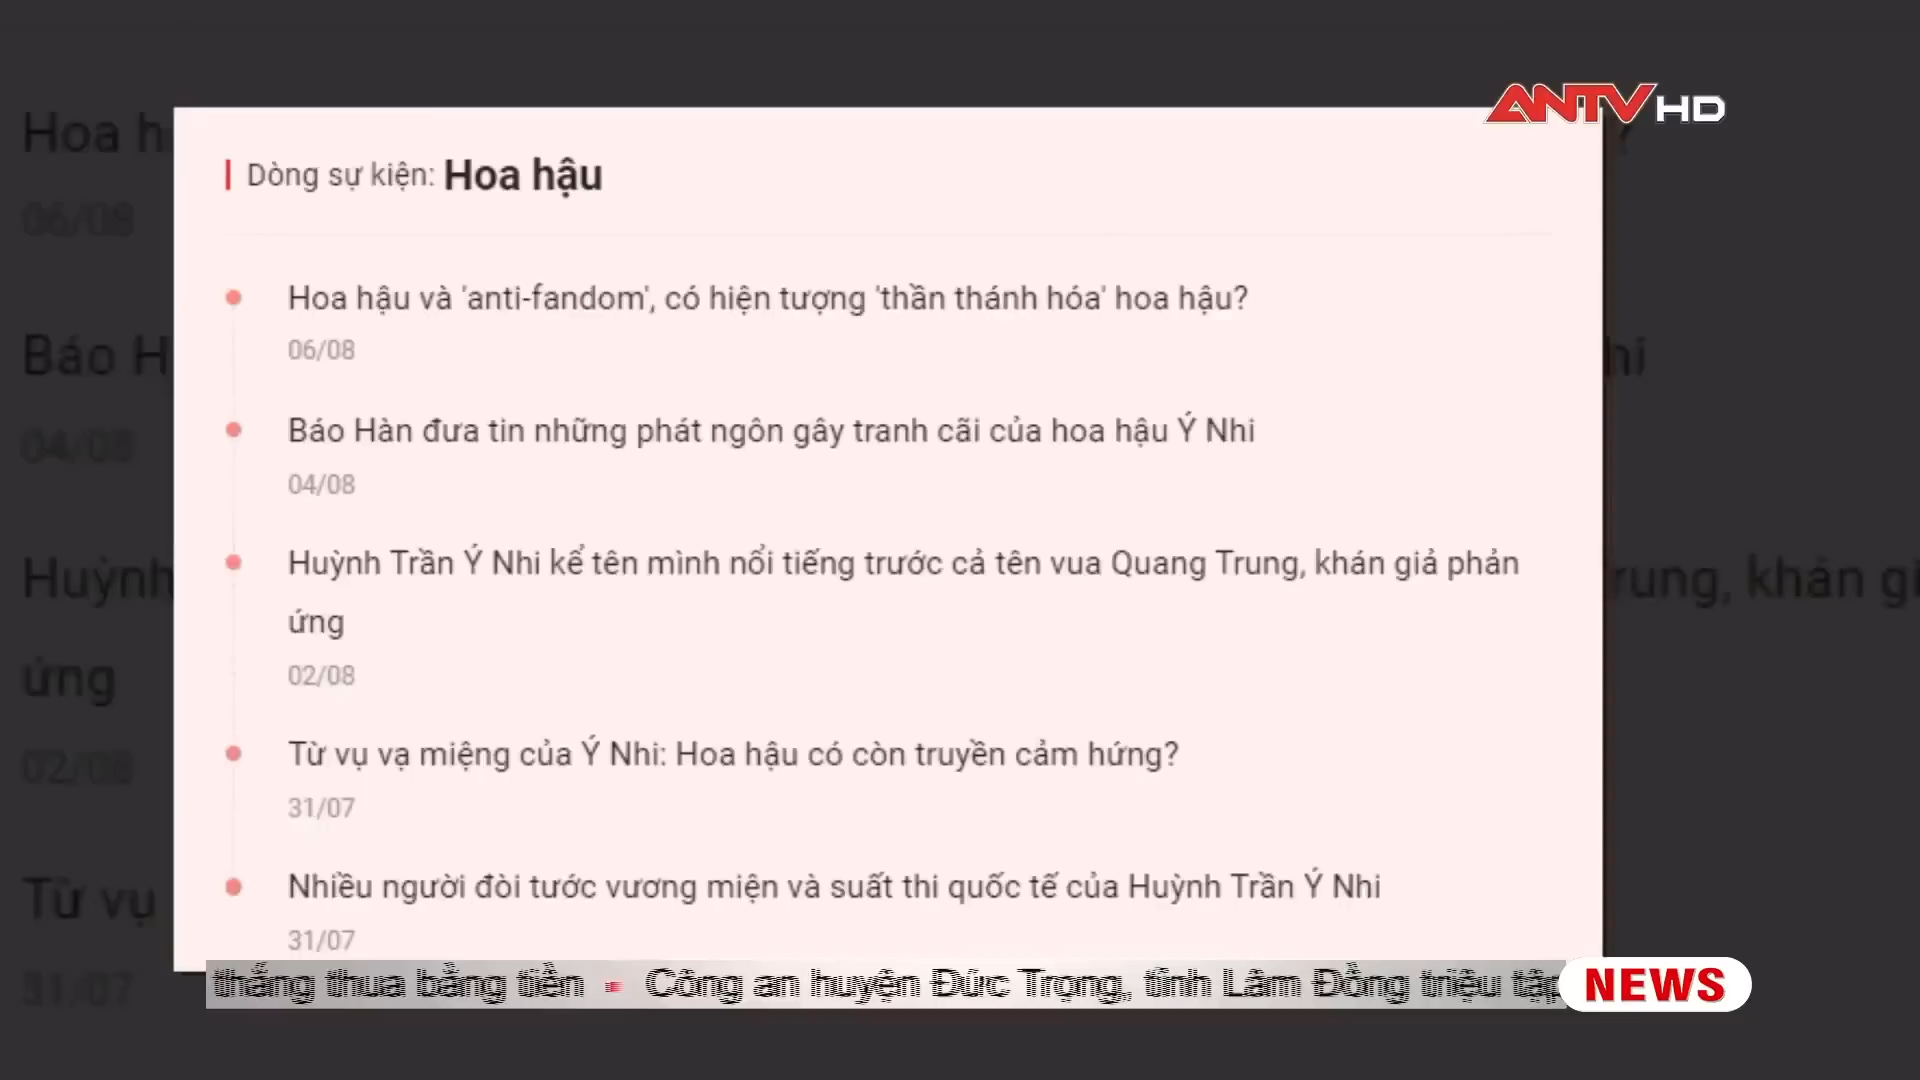 ANTV HD
Dòng sự kiện: Hoa hậu
Hoa hậu và 'anti-fandom', có hiện tượng 'thần thánh hóa' hoa hậu?
06/08
Báo Hàn đưa tin những phát ngôn gây tranh cãi của hoa hậu Ý Nhi
04/08
Huỳnh Trần Ý Nhi kể tên mình nổi tiếng trước cả tên vua Quang Trung, khán giả phản
ứng
02/08
Từ vụ vạ miệng của Ý Nhi: Hoa hậu có còn truyền cảm hứng?
31/07
Nhiều người đòi tước vương miện và suất thi quốc tế của Huỳnh Trần Ý Nhi
31/07
thắng thua bằng tiền Công an huyện Đức Trọng, tỉnh Lâm Đồng triệu tập
NEWS